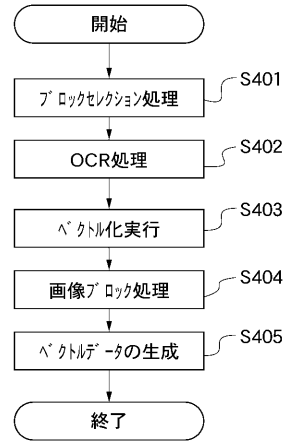 開始
ブロックセレクション処理
S401
OCR処理
S402
ベクトル化実行
S403
画像ブロック処理
S404
ベクトルデータの生成
S405
終了